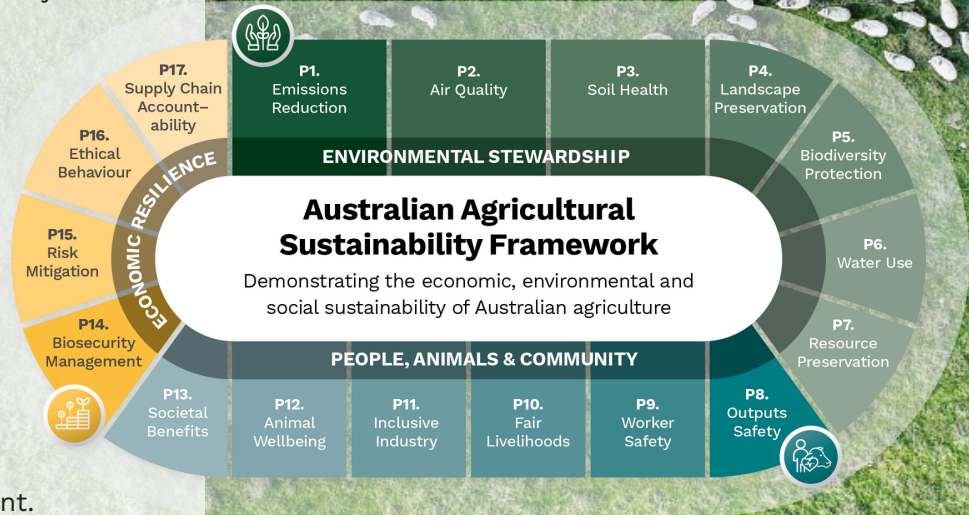 P17.
Supply Chain
Account–
ability
P1.
Emissions
Reduction
P2.
Air Quality
P3.
Soil Health
P4.
Landscape
Preservation
P5.
Biodiversity
Protection
P6.
Water Use
P7.
Resource
Preservation
ENVIRONMENTAL STEWARDSHIP
Australian Agricultural
Sustainability Framework
Demonstrating the economic, environmental and
social sustainability of Australian agriculture
PEOPLE, ANIMALS & COMMUNITY
P8.
Outputs
Safety
P9.
Worker
Safety
P10.
Fair
Livelihoods
P11.
Inclusive
Industry
P12.
Animal
Wellbeing
P13.
Societal
Benefits
ECONOMIC RESILIENCE
P14.
Biosecurity
Management
P15.
Risk
Mitigation
P16.
Ethical
Behaviour
nt.